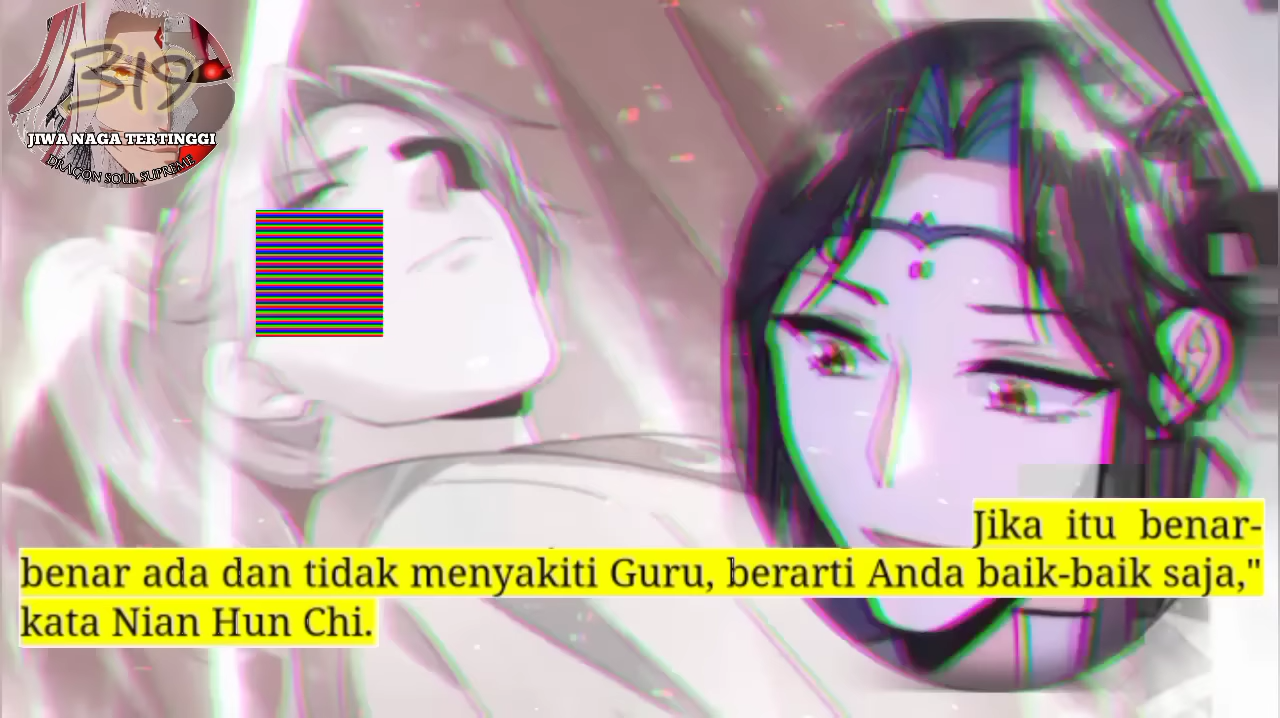 319
JIWA NAGA TERTINGGI
DRAGON SOUL SUPREME
Jika itu benar-
benar ada dan tidak menyakiti Guru, berarti Anda baik-baik saja,"
kata Nian Hun Chi.